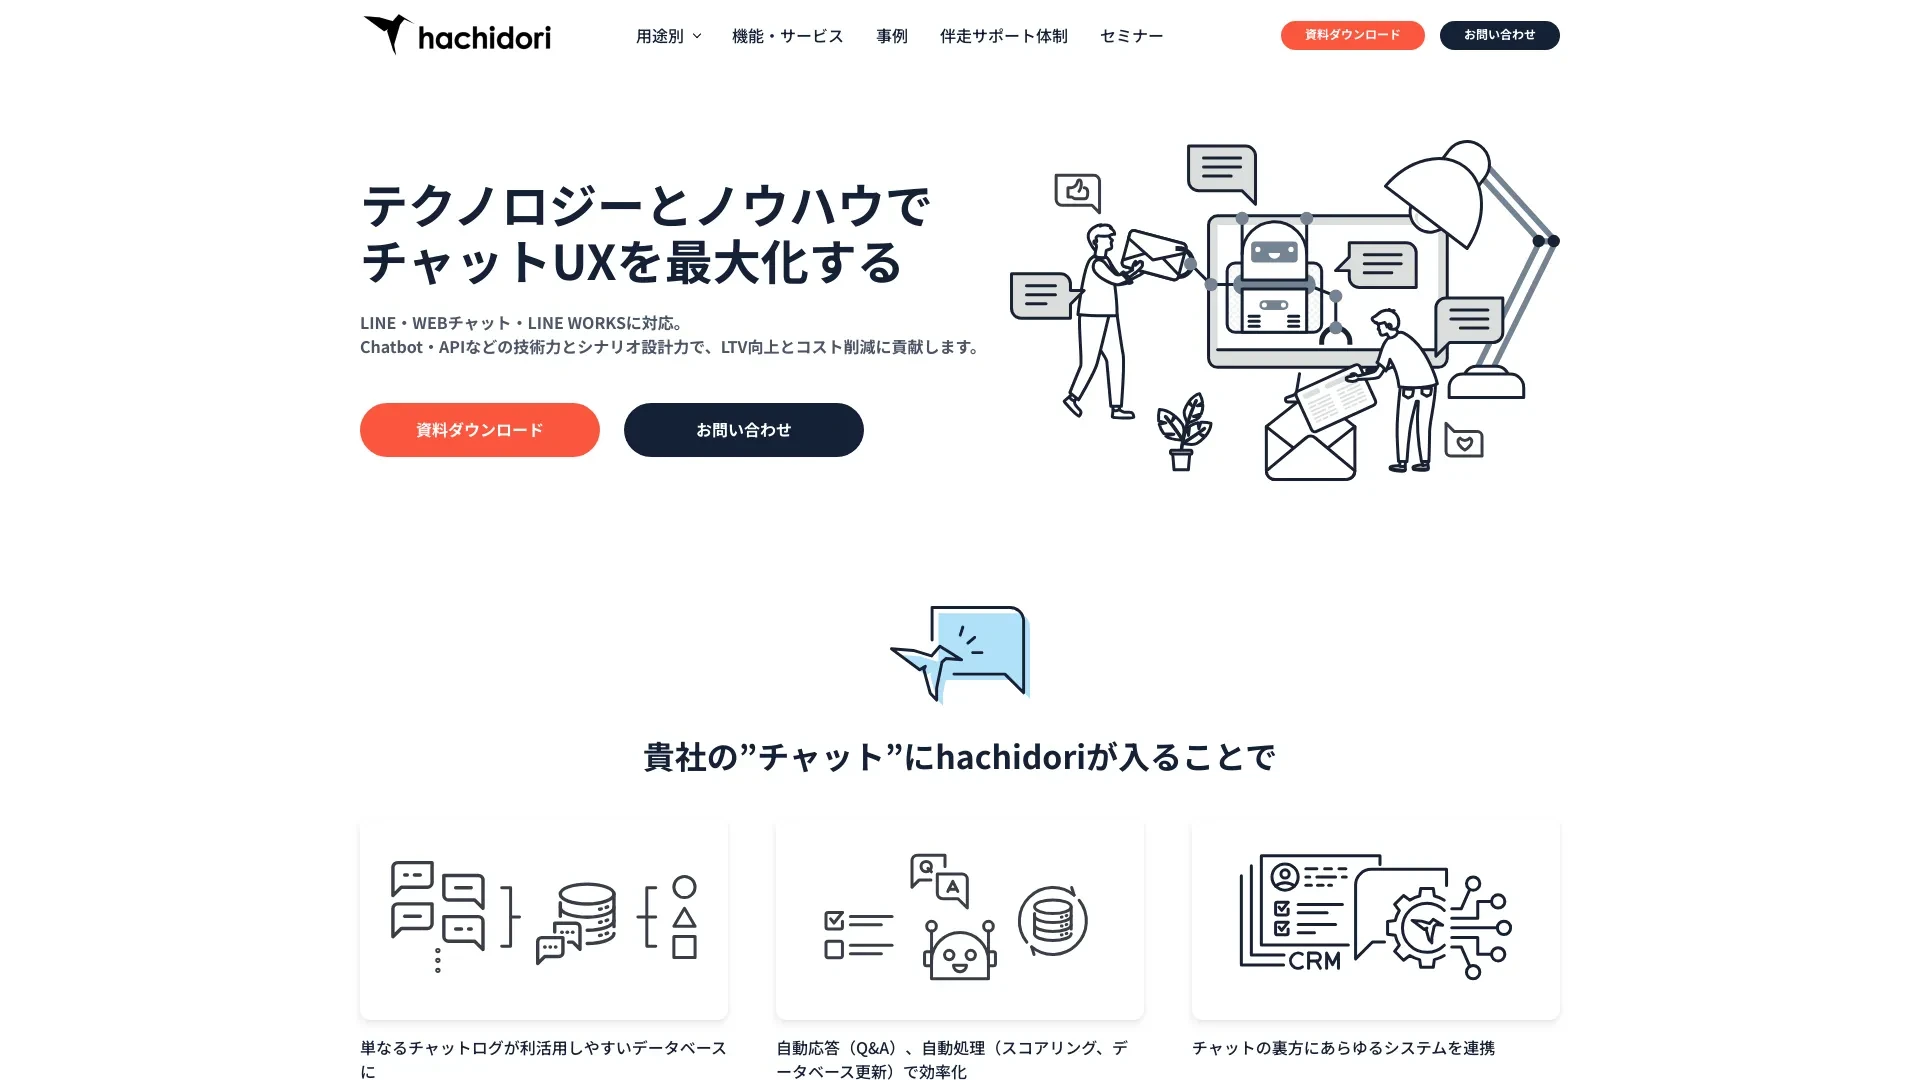 hachidori
用途別
機能・サービス
事例
伴走サポート体制
セミナー
資料ダウンロード
お問い合わせ
テクノロジーとノウハウで
チャットUXを最大化する
LINE・WEBチャット・LINE WORKSに対応。
Chatbot・APIなどの技術力とシナリオ設計力で、LTV向上とコスト削減に貢献します。
資料ダウンロード
お問い合わせ
貴社の”チャット”にhachidoriが入ることで
Q
A
CRM
単なるチャットログが利活用しやすいデータベース
に
自動応答（Q&A）、自動処理（スコアリング、デ
ータベース更新）で効率化
チャットの裏方にあらゆるシステムを連携